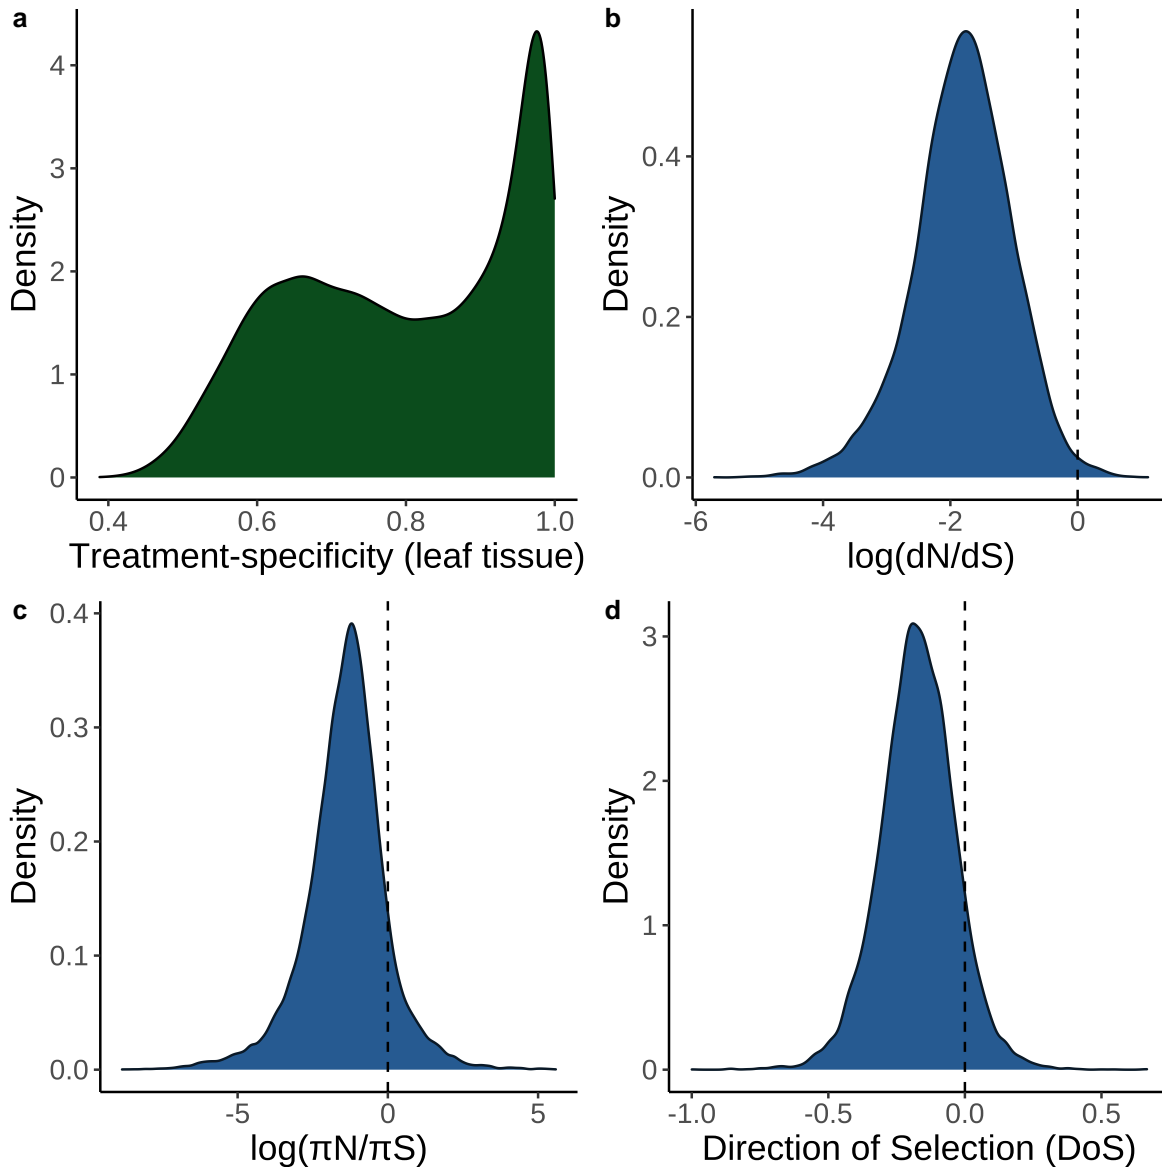 a
Density
4
3
2
1
0
0.4 0.6 0.8 1.0
Treatment-specificity (leaf tissue)
b
Density
0.4
0.2
0.0
-6 -4 -2 0
log(dN/dS)
c
Density
0.4
0.3
0.2
0.1
0.0
-5 0 5
log(πN/πS)
d
Density
3
2
1
0
-1.0 -0.5 0.0 0.5
Direction of Selection (DoS)